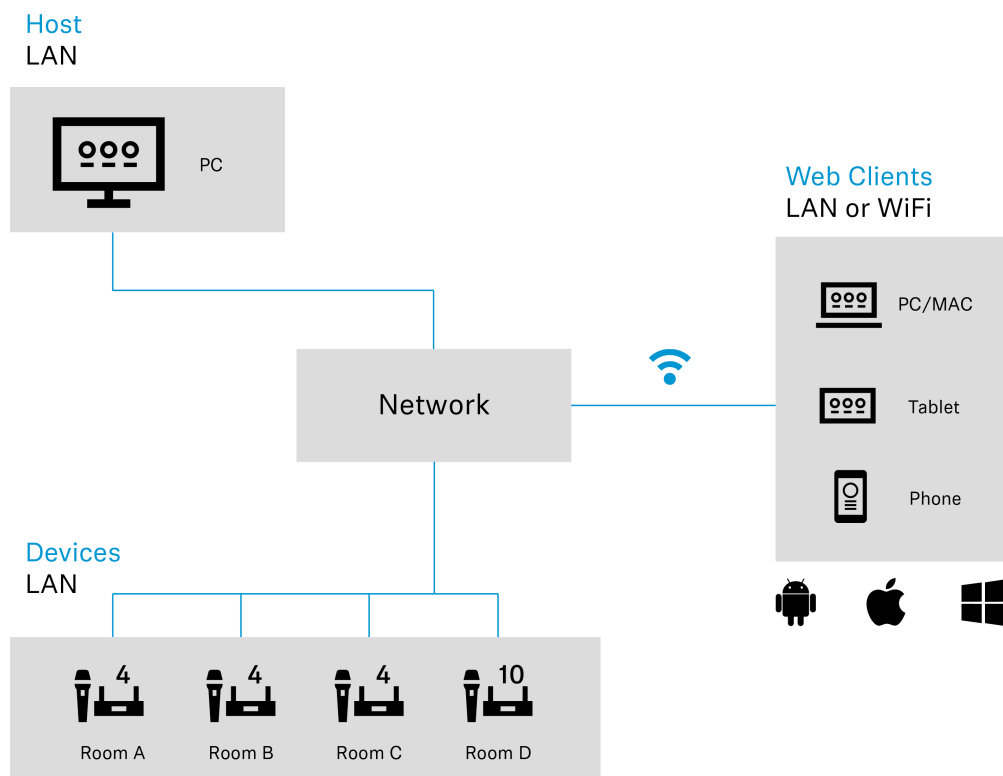 Host
LAN
PC
Web Clients
LAN or WiFi
PC/MAC
Tablet
Phone
Network
Devices
LAN
4 4 4 10
Room A Room B Room C Room D